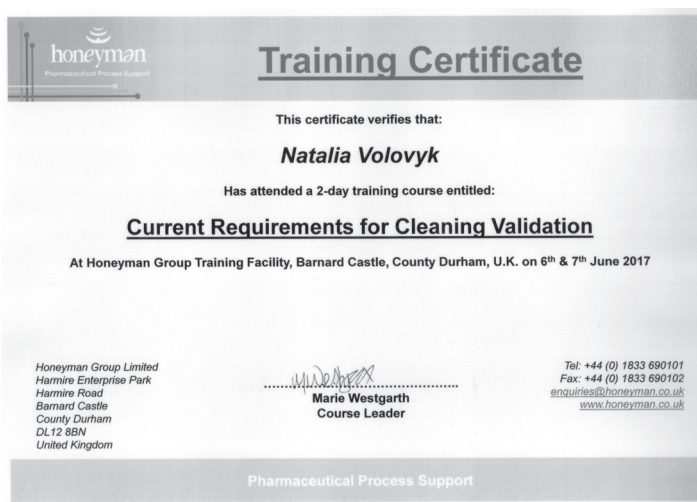 honeyman
Pharmaceutical Process Support
Training Certificate
This certificate verifies that:
Natalia Volovyk
Has attended a 2-day training course entitled:
Current Requirements for Cleaning Validation
At Honeyman Group Training Facility, Barnard Castle, County Durham, U.K. on 6th & 7th June 2017
Honeyman Group Limited
Harmire Enterprise Park
Harmire Road
Barnard Castle
County Durham
DL12 8BN
United Kingdom
MWestgarth
Marie Westgarth
Course Leader
Tel: +44 (0) 1833 690101
Fax: +44 (0) 1833 690102
enquiries@honeyman.co.uk
www.honeyman.co.uk
Pharmaceutical Process Support